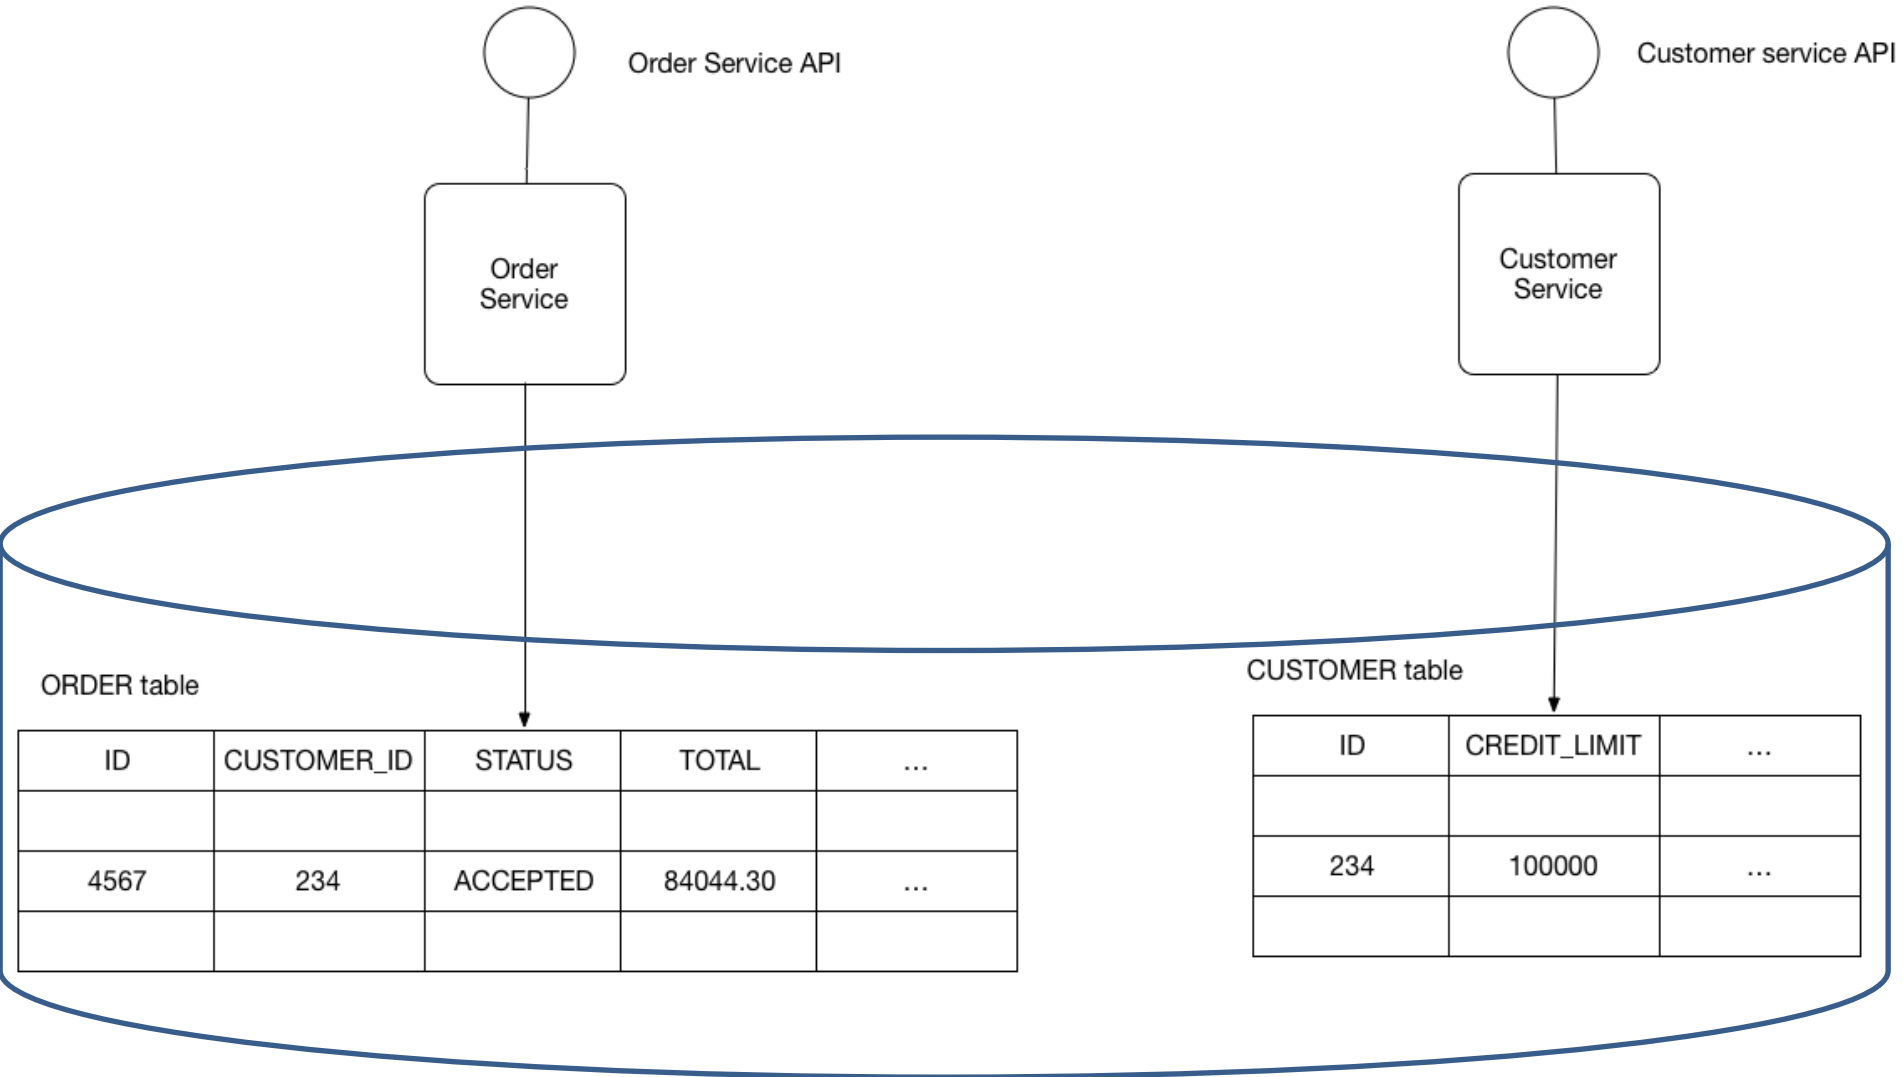 Order Service API
Customer service API
Order
Service
Customer
Service
ORDER table
ID CUSTOMER_ID STATUS TOTAL ...
4567 234 ACCEPTED 84044.30 ...
CUSTOMER table
ID CREDIT_LIMIT ...
234 100000 ...